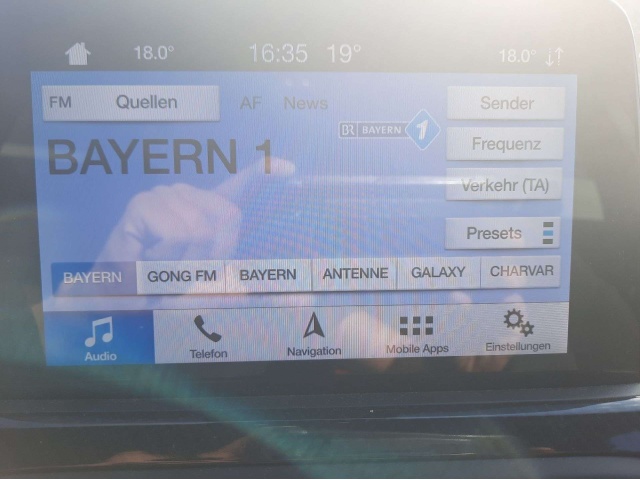 18.0° 16:35 19° 18.0°
FM Quellen AF News Sender
BR BAYERN 1
Frequenz
BAYERN 1
Verkehr (TA)
Presets
BAYERN GONG FM BAYERN ANTENNE GALAXY CHARVAR
Audio Telefon Navigation Mobile Apps Einstellungen